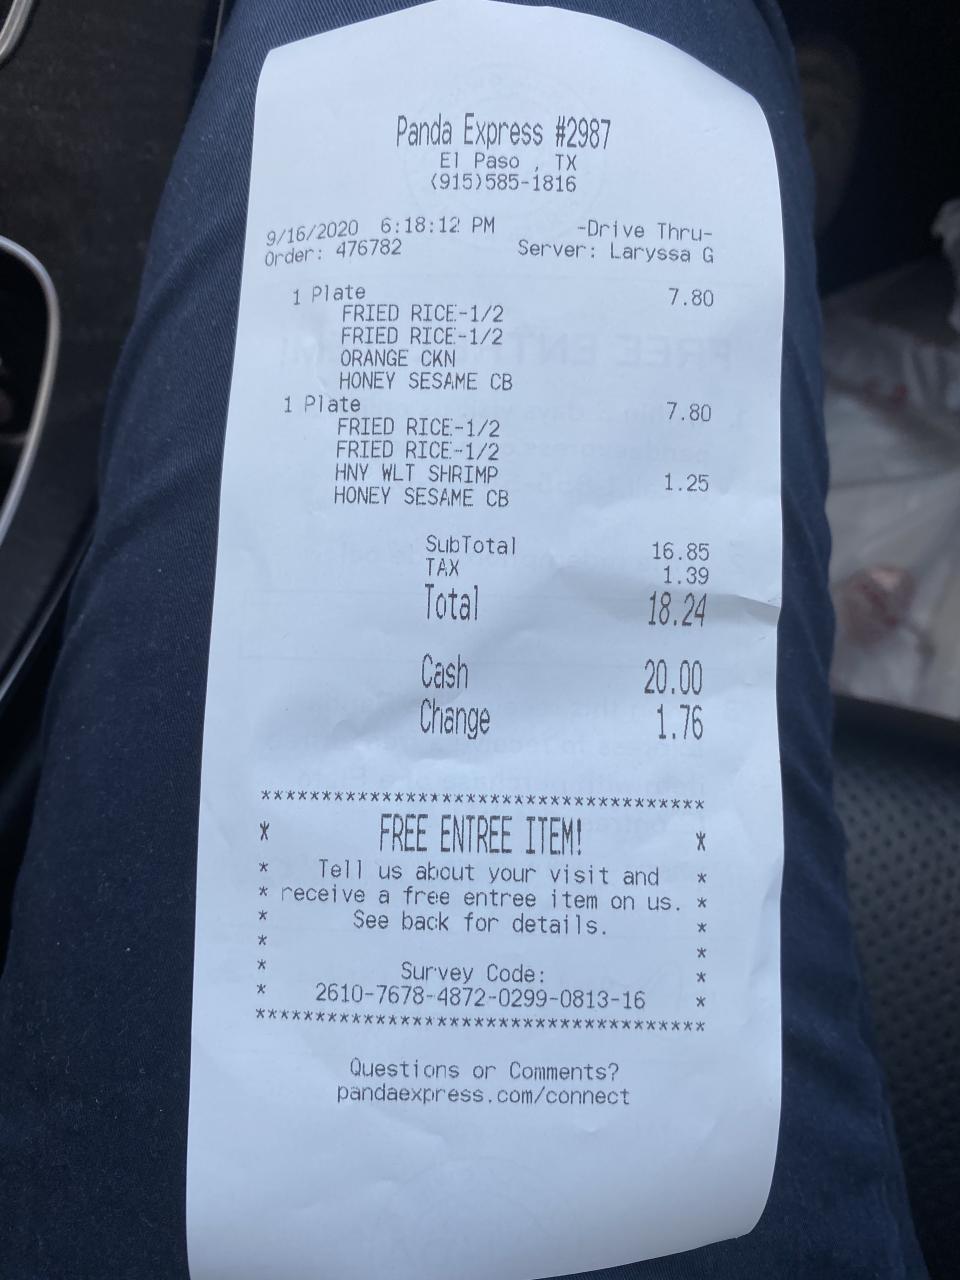 Panda Express #2987
El Paso , TX
(915)585-1816
9/16/2020 6:18:12 PM -Drive Thru-
Order: 476782 Server: Laryssa G
1 Plate 7.80
FRIED RICE-1/2
FRIED RICE-1/2
ORANGE CKN
HONEY SESAME CB
1 Plate 7.80
FRIED RICE-1/2
FRIED RICE-1/2
HNY WLT SHRIMP 1.25
HONEY SESAME CB
SubTotal 16.85
TAX 1.39
Total 18.24
Cash 20.00
Change 1.76
*************************************
* FREE ENTREE ITEM! *
* Tell us about your visit and *
* receive a free entree item on us. *
* See back for details. *
* *
* Survey Code: *
* 2610-7678-4872-0299-0813-16 *
*************************************
Questions or Comments?
pandaexpress.com/connect